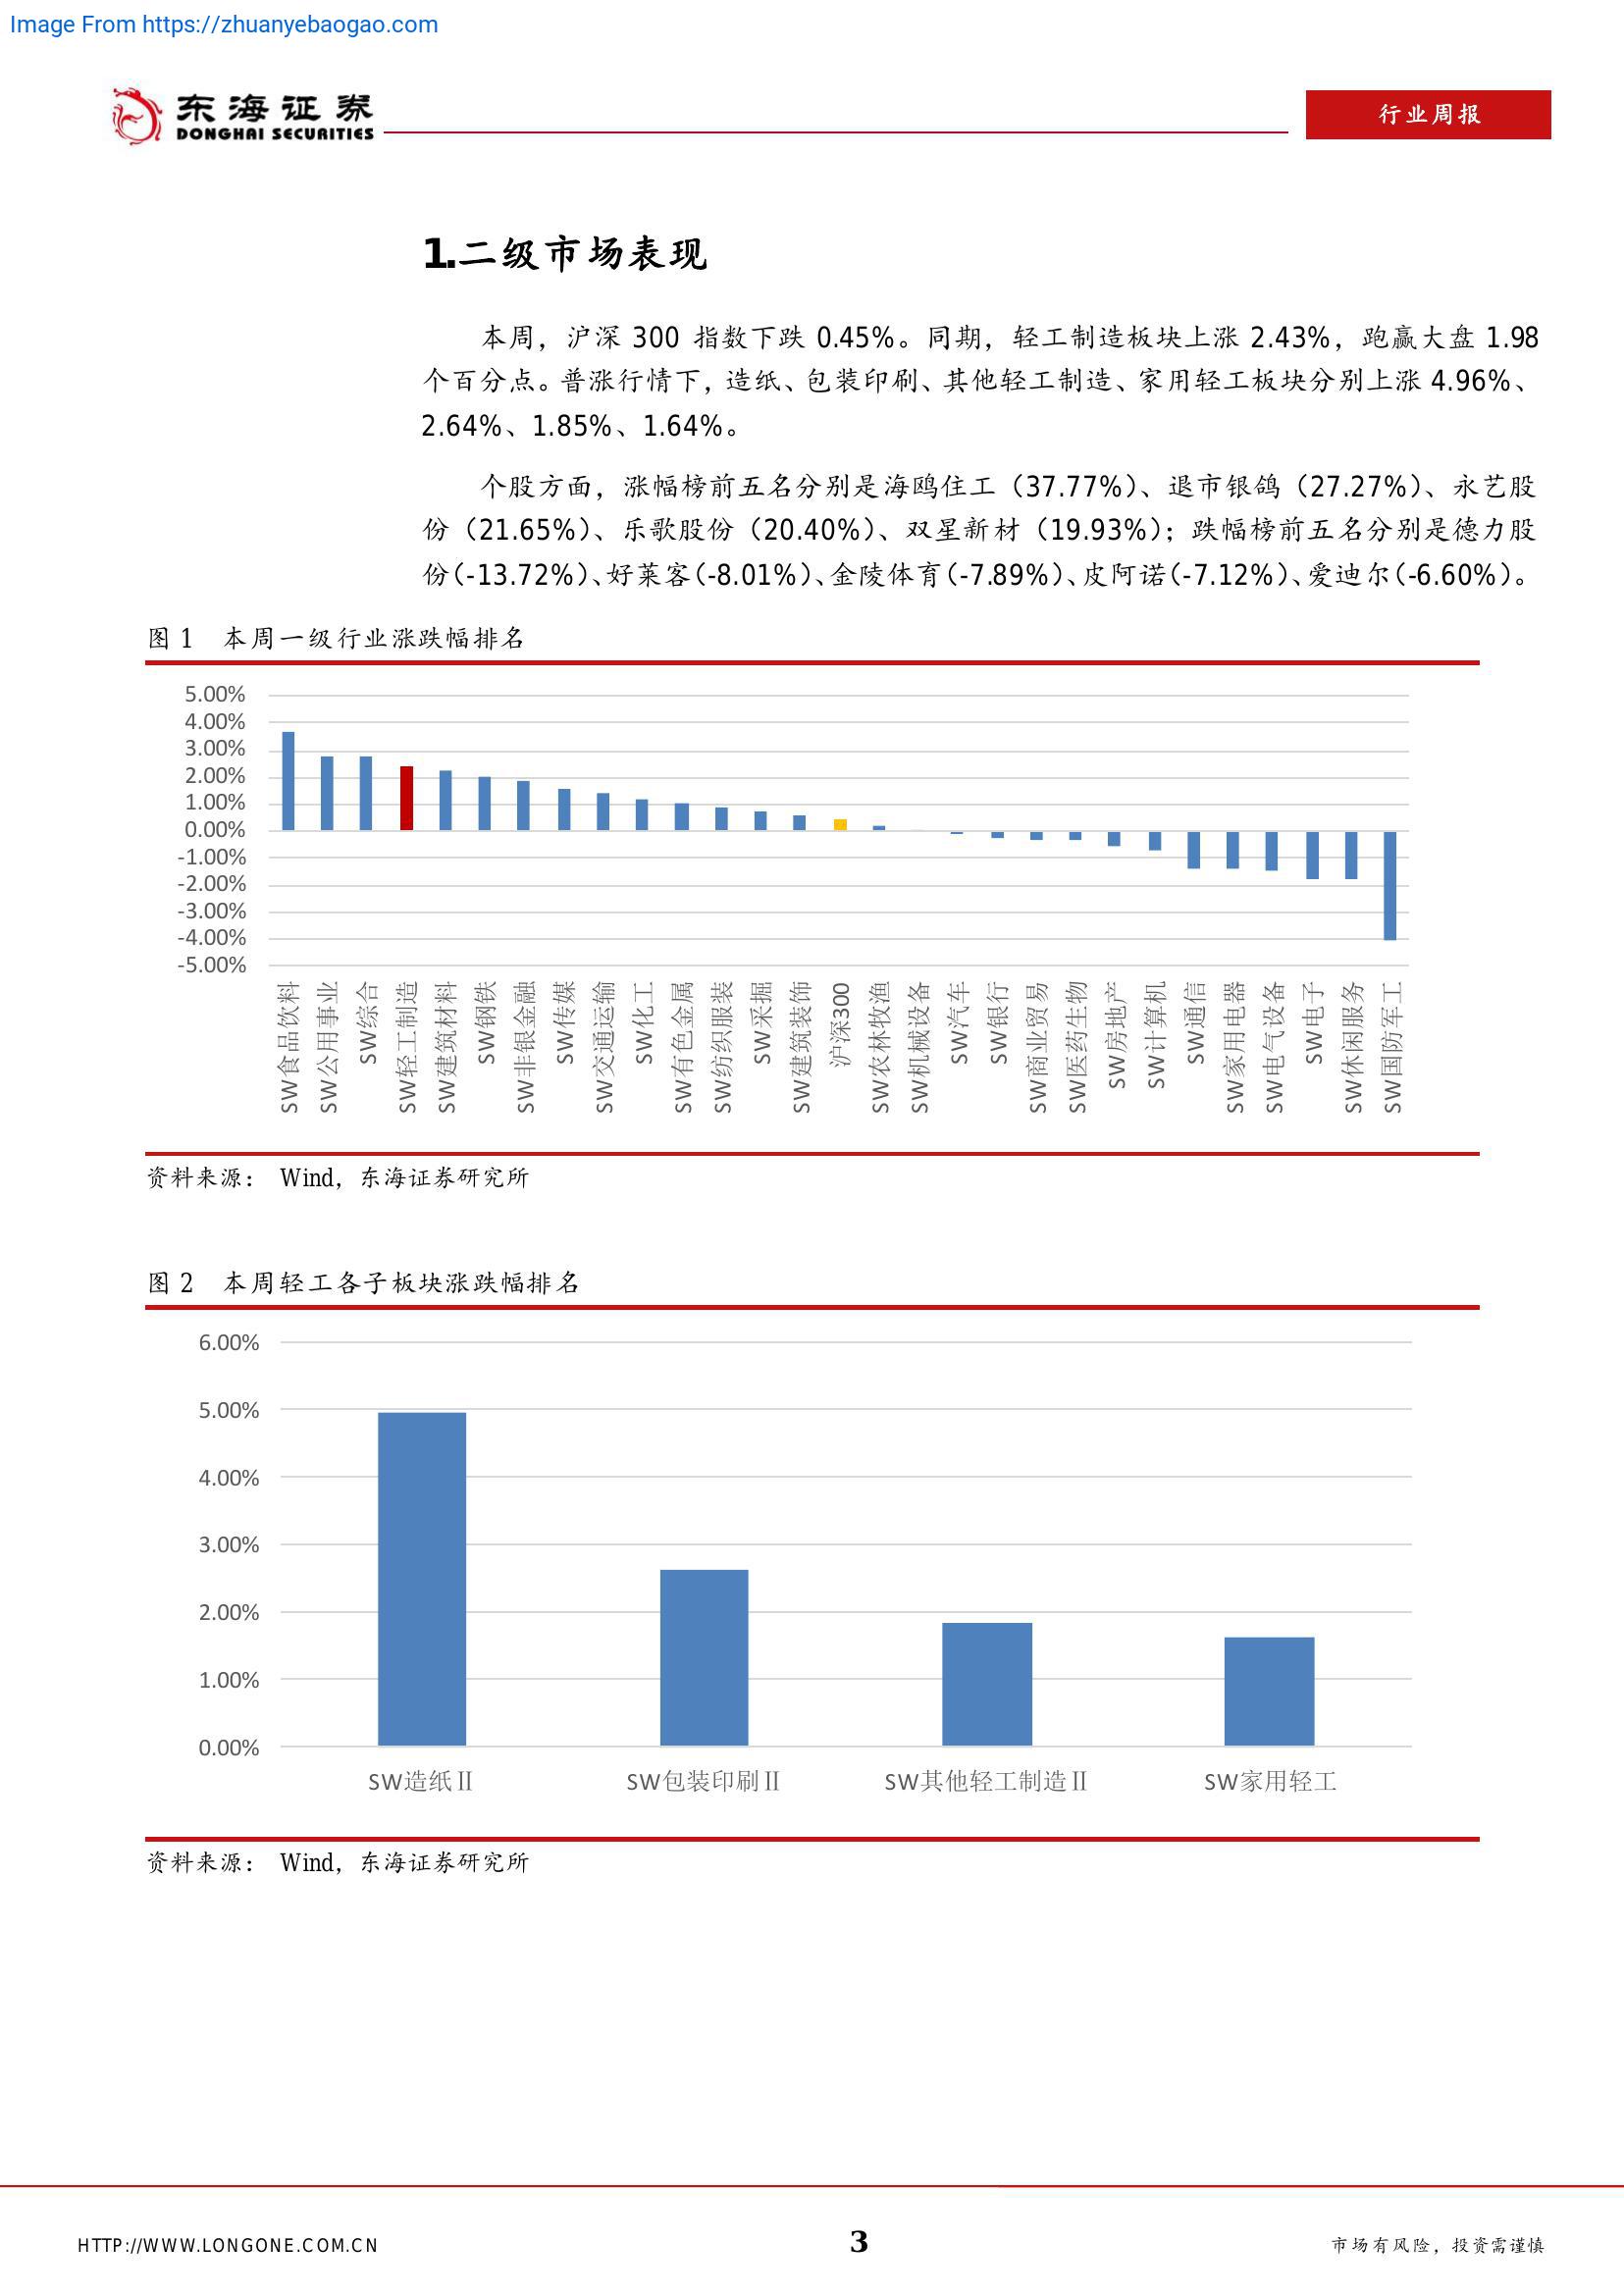 Image From https://zhuanyebaogao.com
东海证券
DONGHAI SECURITIES
行业周报
1.二级市场表现
本周，沪深 300 指数下跌 0.45%。同期，轻工制造板块上涨 2.43%，跑赢大盘 1.98
个百分点。普涨行情下，造纸、包装印刷、其他轻工制造、家用轻工板块分别上涨 4.96%、
2.64%、1.85%、1.64%。
个股方面，涨幅榜前五名分别是海鸥住工（37.77%）、退市银鸽（27.27%）、永艺股
份（21.65%）、乐歌股份（20.40%）、双星新材（19.93%）；跌幅榜前五名分别是德力股
份（-13.72%）、好莱客（-8.01%）、金陵体育（-7.89%）、皮阿诺（-7.12%）、爱迪尔（-6.60%）。
图 1 本周一级行业涨跌幅排名
5.00%
4.00%
3.00%
2.00%
1.00%
0.00%
-1.00%
-2.00%
-3.00%
-4.00%
-5.00%
SW食品饮料
SW公用事业
SW综合
SW轻工制造
SW建筑材料
SW钢铁
SW非银金融
SW传媒
SW交通运输
SW化工
SW有色金属
SW纺织服装
SW采掘
SW建筑装饰
沪深300
SW农林牧渔
SW机械设备
SW汽车
SW银行
SW商业贸易
SW医药生物
SW房地产
SW计算机
SW通信
SW家用电器
SW电气设备
SW电子
SW休闲服务
SW国防军工
资料来源： Wind，东海证券研究所
图 2 本周轻工各子板块涨跌幅排名
6.00%
5.00%
4.00%
3.00%
2.00%
1.00%
0.00%
SW造纸Ⅱ
SW包装印刷Ⅱ
SW其他轻工制造Ⅱ
SW家用轻工
资料来源： Wind，东海证券研究所
HTTP://WWW.LONGONE.COM.CN
3
市场有风险，投资需谨慎